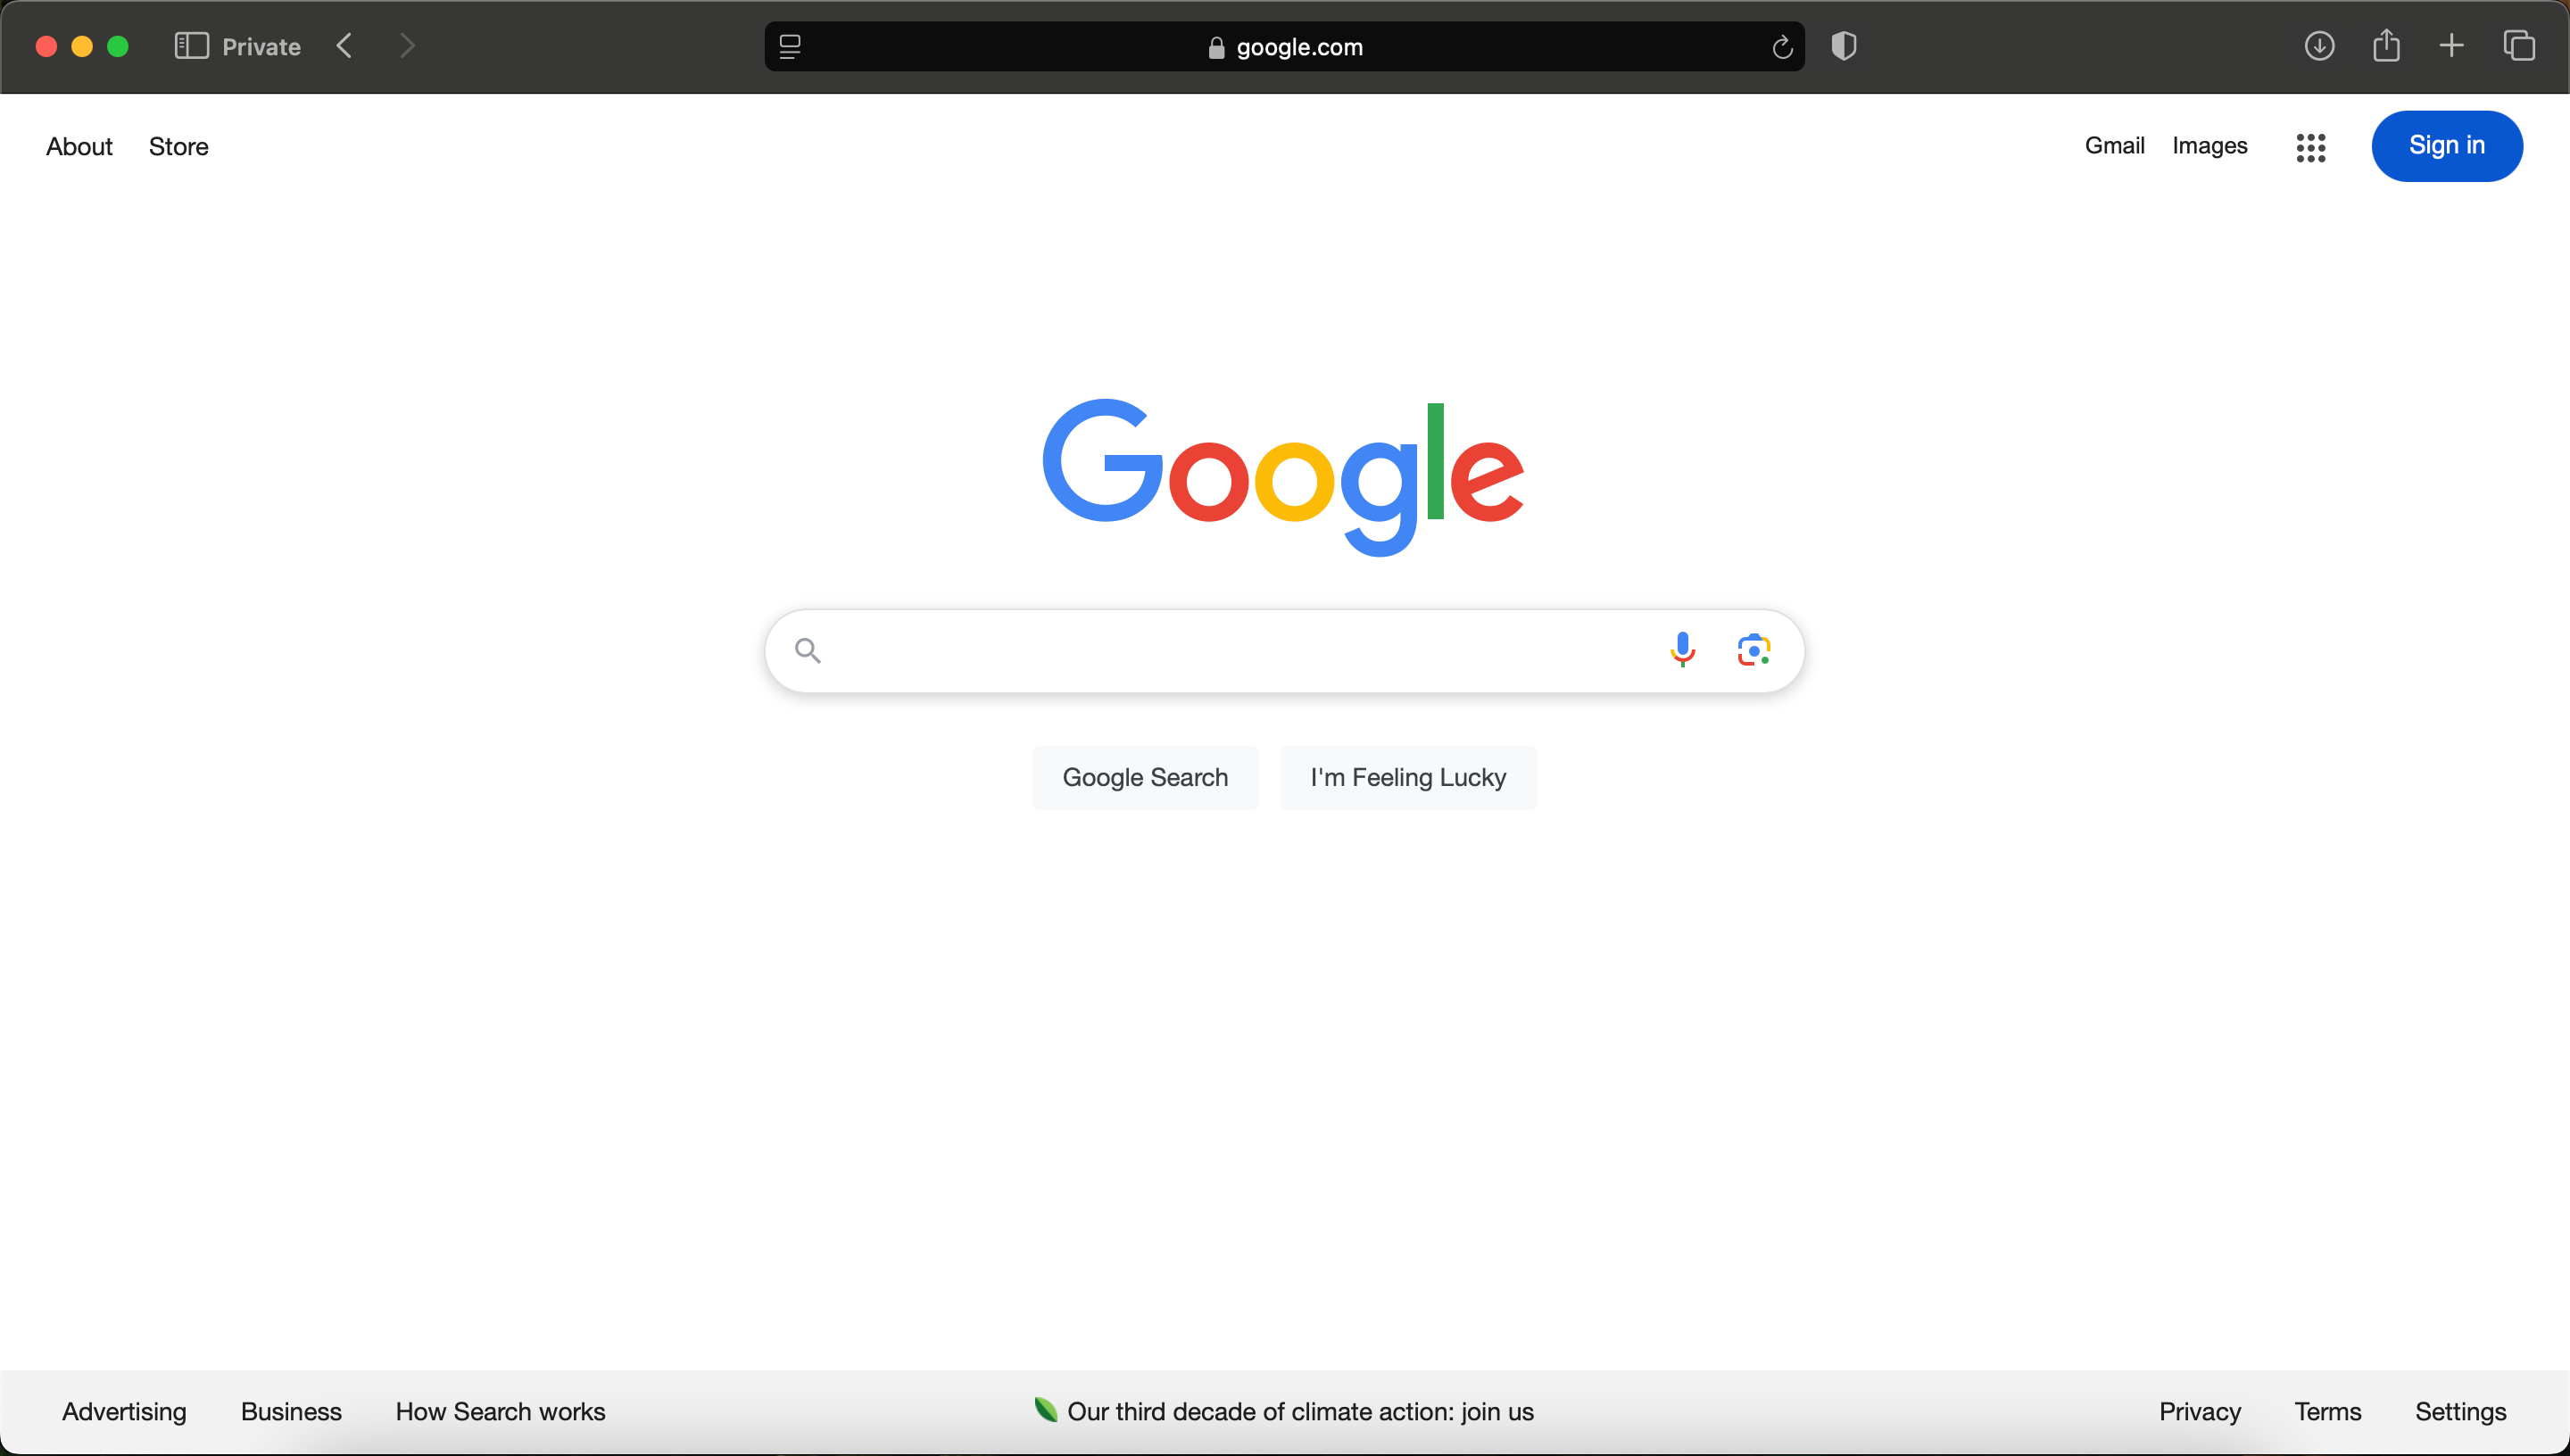 Private
google.com
About Store
Gmail Images Sign in
Google
Google Search I'm Feeling Lucky
Advertising Business How Search works
Our third decade of climate action: join us
Privacy Terms Settings